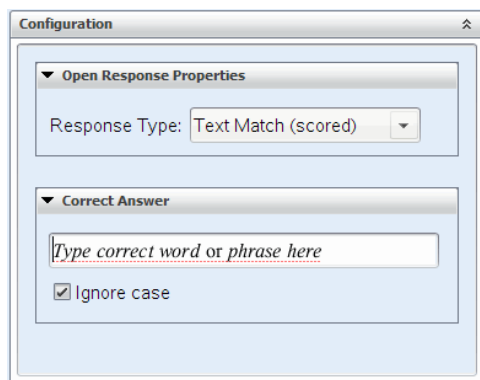 Configuration
Open Response Properties
Response Type: Text Match (scored)
Correct Answer
Type correct word or phrase here
Ignore case